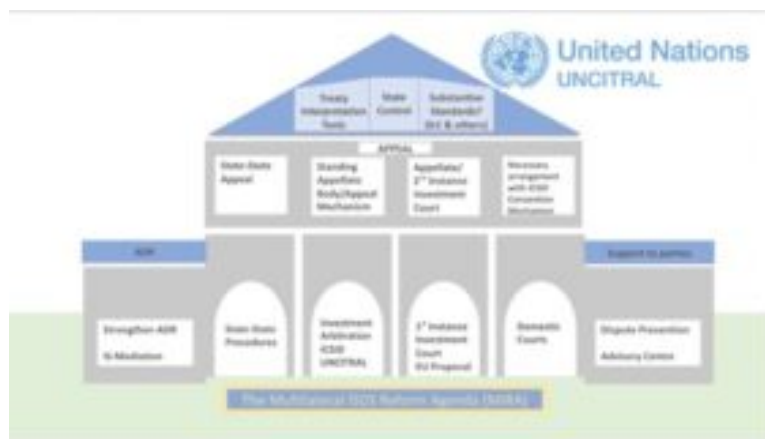 United Nations
UNCITRAL
Treaty
Interpretation
Tools
State
Control
Substantive
Standards?
APPEAL
State-State
Appeal
Standing
Appellate
Body/Appeal
Mechanism
Appellate/
2nd Instance
Investment
Court
Necessary
arrangement
with ICSID
Convention
Mechanism
ADR
Support to parties
Strengthen ADR
& Mediation
State-State
Procedures
Investment
Arbitration
ICSID
UNCITRAL
1st Instance
Investment
Court
EU Proposal
Domestic
Courts
Dispute Prevention
Advisory Centre
The Multilateral ISDS Reform Agenda